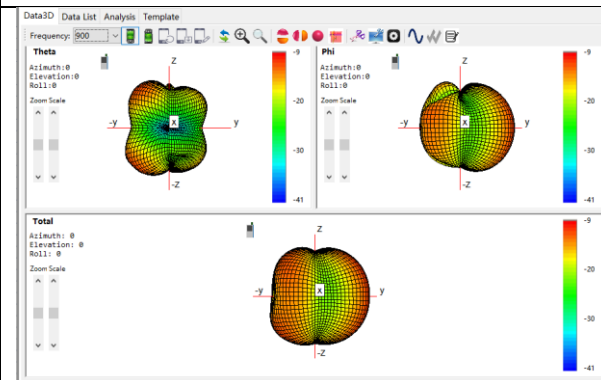 Data3D Data List Analysis Template
Frequency: 900
Theta
Azimuth:0
Elevation:0
Roll:0
Zoom Scale
Z
-y
x
y
-Z
-9
-20
-30
-41
Phi
Azimuth:0
Elevation:0
Roll:0
Zoom Scale
Z
-y
x
y
-Z
-9
-20
-30
-41
Total
Azimuth: 0
Elevation: 0
Roll: 0
Zoom Scale
Z
-y
x
y
-Z
-9
-20
-30
-41